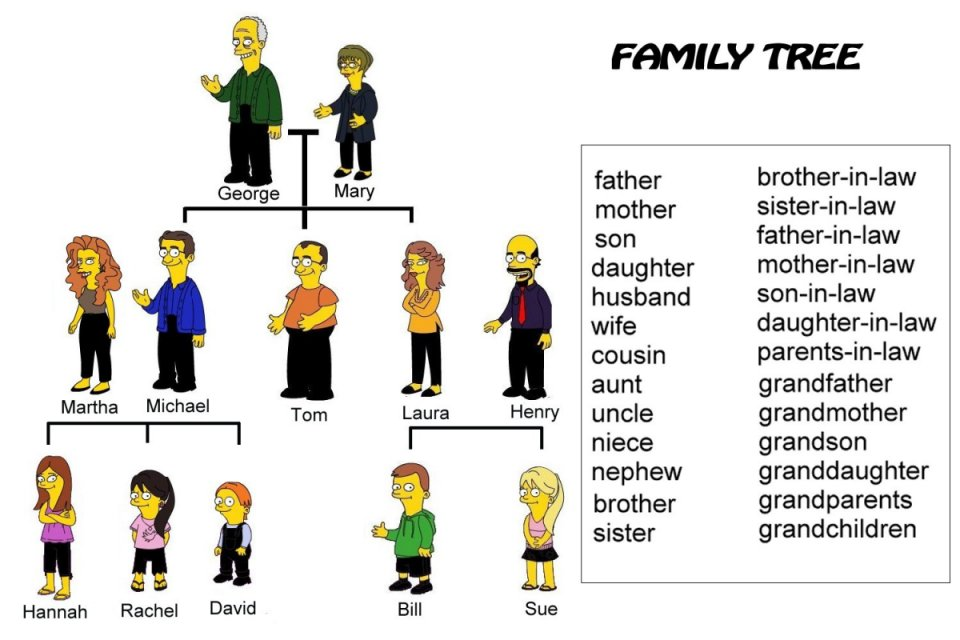 FAMILY TREE
George
Mary
Martha
Michael
Tom
Laura
Henry
Hannah
Rachel
David
Bill
Sue
father
mother
son
daughter
husband
wife
cousin
aunt
uncle
niece
nephew
brother
sister
brother-in-law
sister-in-law
father-in-law
mother-in-law
son-in-law
daughter-in-law
parents-in-law
grandfather
grandmother
grandson
granddaughter
grandparents
grandchildren